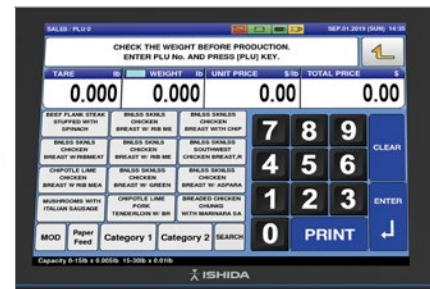 SALES / PLU 0
SEP.01.2019 (SUN) 14:35
CHECK THE WEIGHT BEFORE PRODUCTION.
ENTER PLU No. AND PRESS [PLU] KEY.
TARE lb WEIGHT lb UNIT PRICE $/lb TOTAL PRICE $
0.000 0.000 0.00 0.00
BEEF FLANK STEAK STUFFED WITH SPINACH
BNLSS SKNLS CHICKEN BREAST W/ RIB ME
BNLSS SKNLSS CHICKEN BREAST WITH CHIP
7 8 9
CLEAR
BNLSS SKNLS CHICKEN BREAST W/RIBMEAT
BNLSS SKNLS CHICKEN BREAST W/ RIB ME
BNLSS SKNLSS SOUTHWEST CHICKEN BREAST,R
4 5 6
CHIPOTLE LIME CHICKEN BREAST W/ RIB MEA
BNLSS SKNLSS CHICKEN BREAST W/ GREEN
BNLSS SKNLSS CHICKEN BREAST W/ ASPARA
1 2 3
ENTER
MUSHROOMS WITH ITALIAN SAUSAGE
CHIPOTLE LIME PORK TENDERLOIN W/ BR
BREADED CHICKEN CHUNKS WITH MARINARA SA
MOD Paper Feed Category 1 Category 2 SEARCH
0 PRINT
Capacity 0-15lb x 0.005lb 15-30lb x 0.01lb
ISHIDA